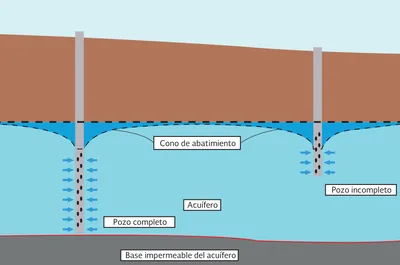 Cono de abatimiento
Pozo incompleto
Acuífero
Pozo completo
Base impermeable del acuífero